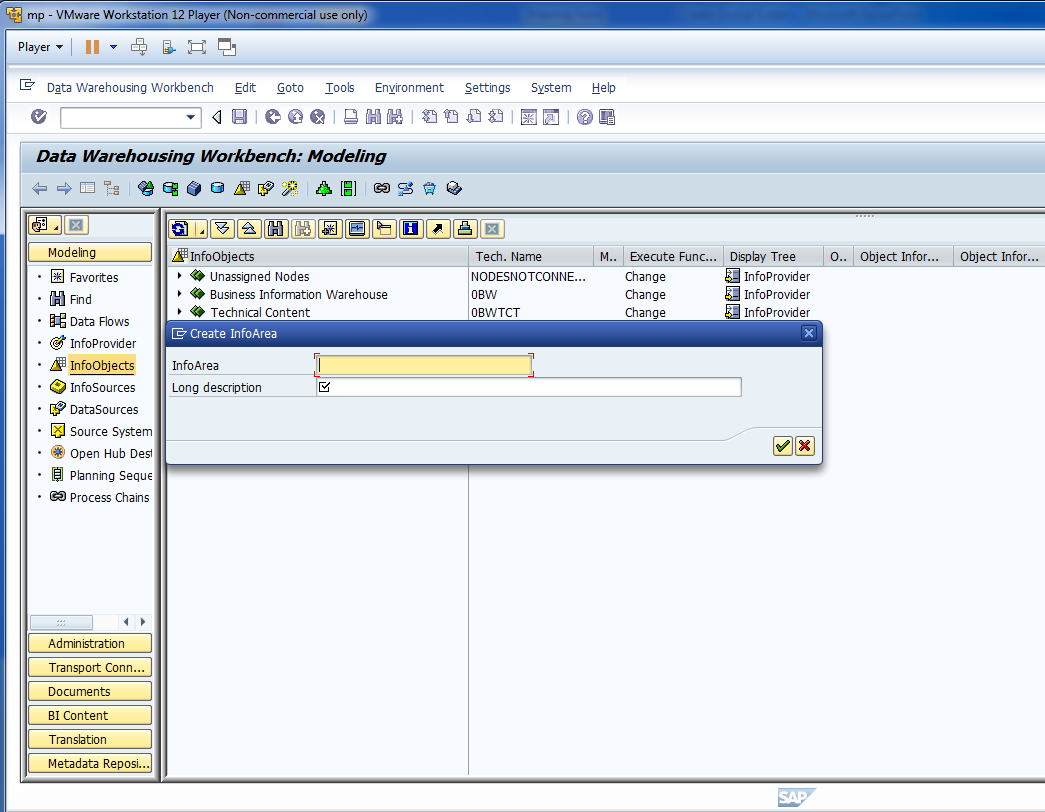 mp - VMware Workstation 12 Player (Non-commercial use only)
Player
Data Warehousing Workbench Edit Goto Tools Environment Settings System Help
Data Warehousing Workbench: Modeling
Modeling
Favorites
Find
Data Flows
InfoProvider
InfoObjects
InfoSources
DataSources
Source System
Open Hub Dest
Planning Seque
Process Chains
Administration
Transport Conn...
Documents
BI Content
Translation
Metadata Reposi...
InfoObjects Tech. Name M.. Execute Func... Display Tree O.. Object Infor... Object Infor...
Unassigned Nodes NODESNOTCONNE... Change InfoProvider
Business Information Warehouse 0BW Change InfoProvider
Technical Content 0BWTCT Change InfoProvider
Create InfoArea
InfoArea
Long description
SAP